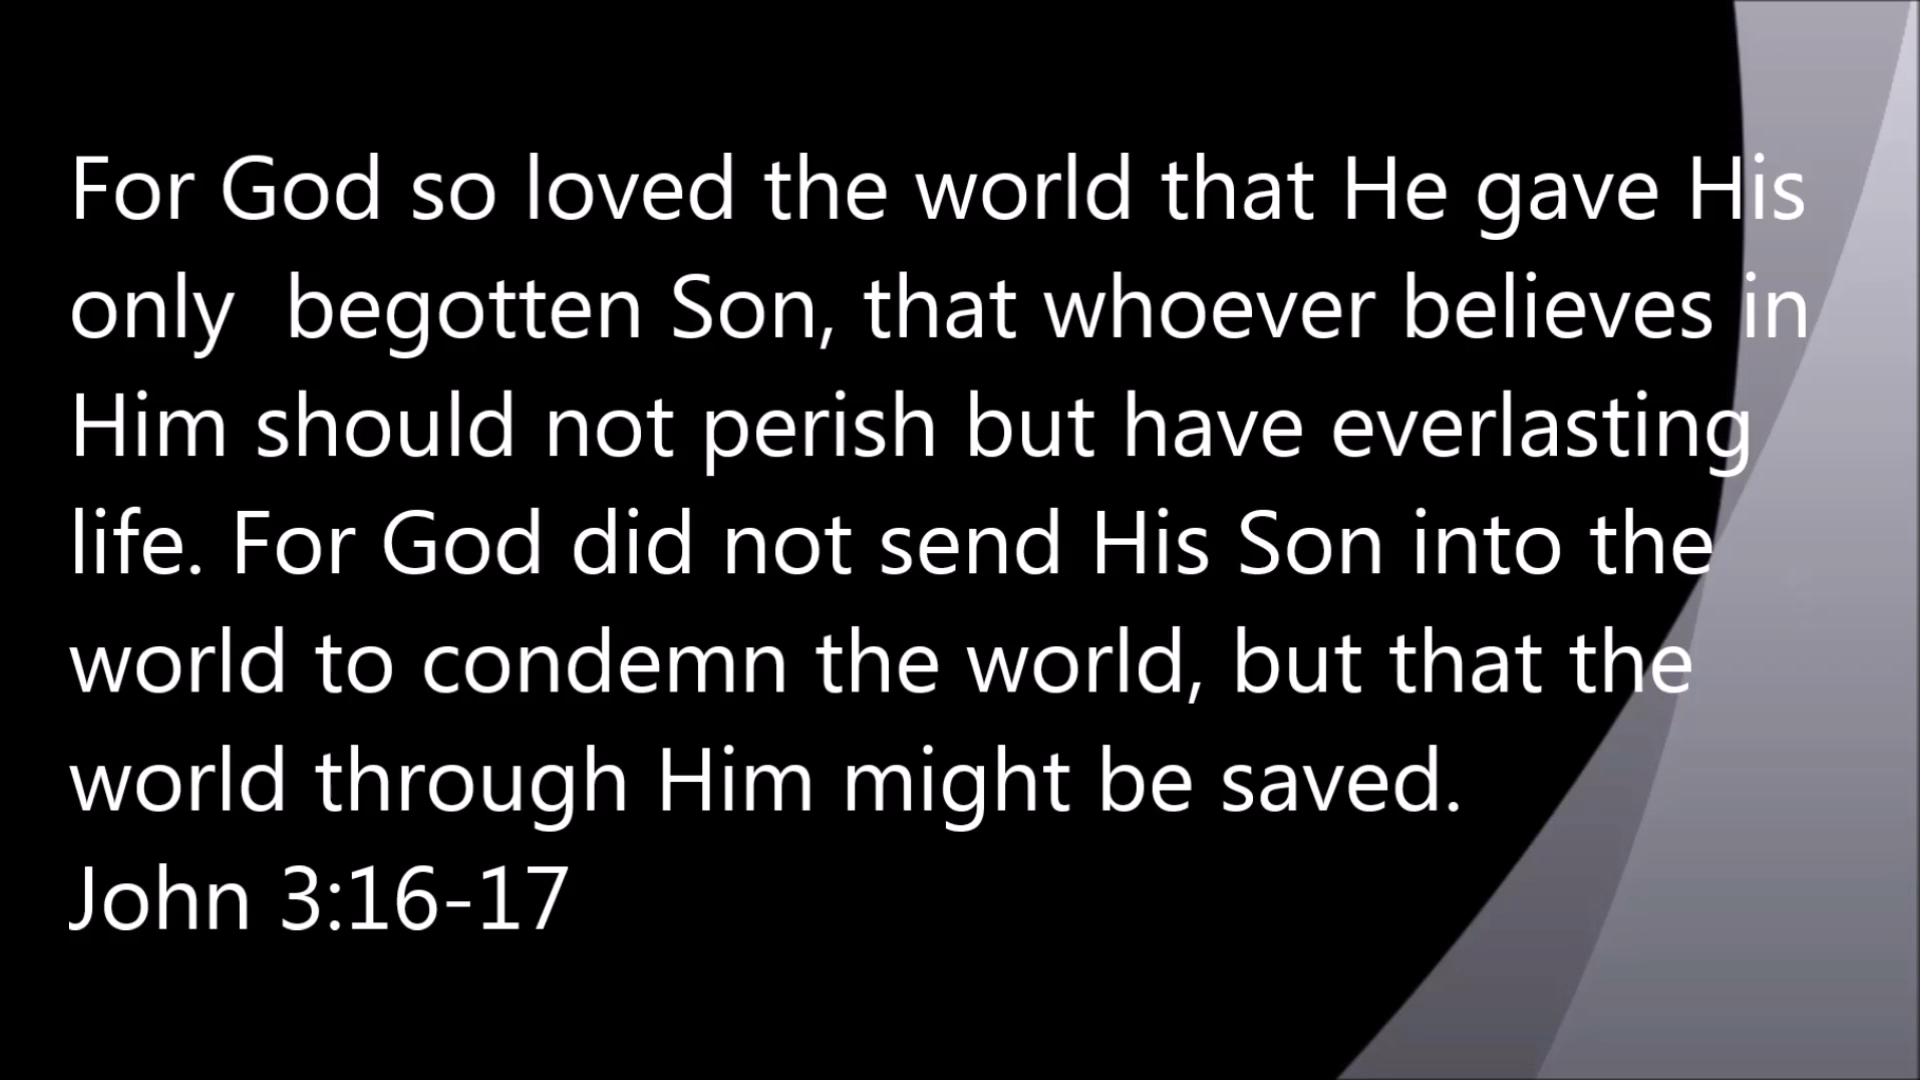 For God so loved the world that He gave His
only  begotten Son, that whoever believes in
Him should not perish but have everlasting
life. For God did not send His Son into the
world to condemn the world, but that the
world through Him might be saved.
John 3:16-17